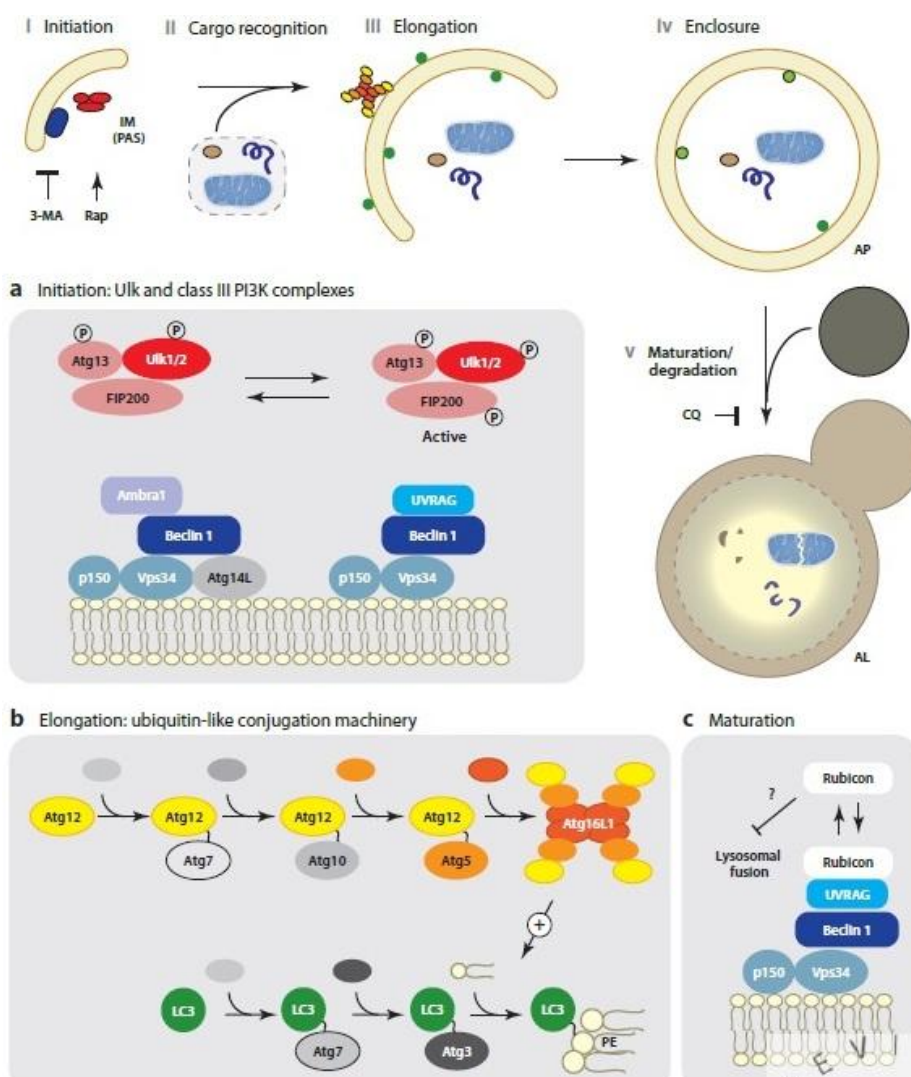 I Initiation
II Cargo recognition
III Elongation
Iv Enclosure
IM
(PAS)
3-MA
Rap
AP
a Initiation: Ulk and class III PI3K complexes
P
P
Atg13
Ulk1/2
FIP200
P
P
Atg13
Ulk1/2
FIP200
P
Active
v Maturation/
degradation
CQ
Ambra1
Beclin 1
p150
Vps34
Atg14L
UVRAG
Beclin 1
p150
Vps34
AL
b Elongation: ubiquitin-like conjugation machinery
Atg12
Atg12
Atg7
Atg12
Atg10
Atg12
Atg5
Atg16L1
+
LC3
LC3
Atg7
LC3
Atg3
LC3
PE
c Maturation
Rubicon
?
Lysosomal
fusion
Rubicon
UVRAG
Beclin 1
p150
Vps34
E V